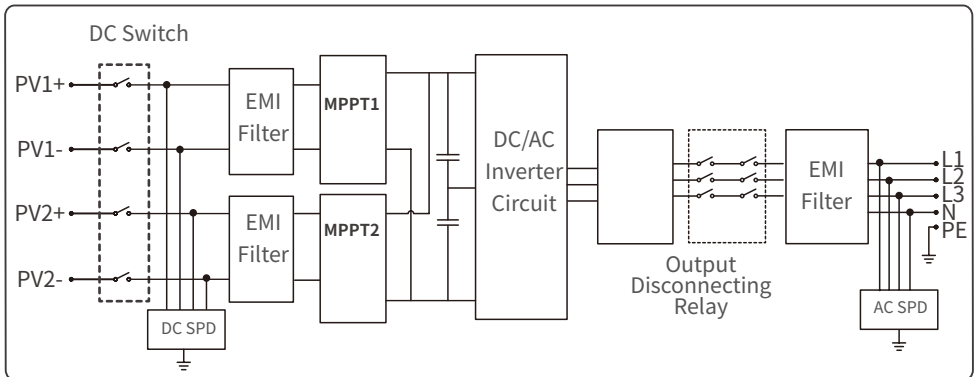 DC Switch
PV1+
PV1-
PV2+
PV2-
EMI
Filter
EMI
Filter
MPPT1
MPPT2
DC SPD
DC/AC
Inverter
Circuit
Output
Disconnecting
Relay
EMI
Filter
L1
L2
L3
N
PE
AC SPD